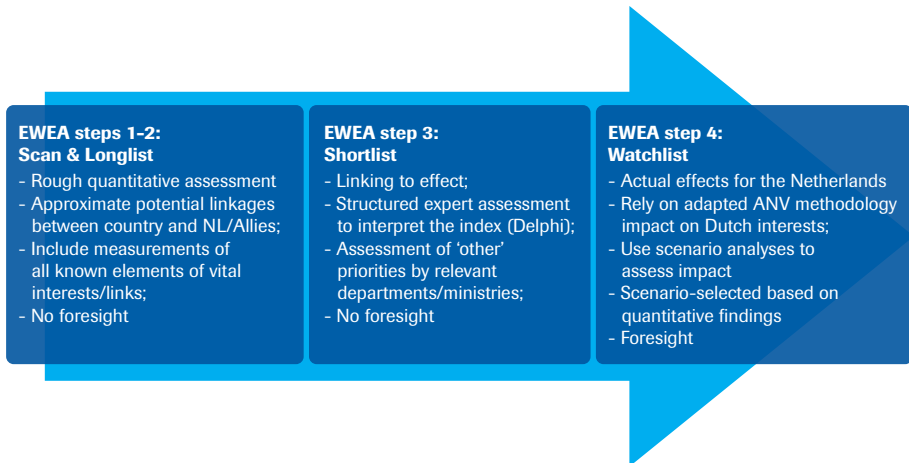 EWEA steps 1-2:
Scan & Longlist
- Rough quantitative assessment
- Approximate potential linkages
between country and NL/Allies;
- Include measurements of
all known elements of vital
interests/links;
- No foresight
EWEA step 3:
Shortlist
- Linking to effect;
- Structured expert assessment
to interpret the index (Delphi);
- Assessment of ‘other’
priorities by relevant
departments/ministries;
- No foresight
EWEA step 4:
Watchlist
- Actual effects for the Netherlands
- Rely on adapted ANV methodology
impact on Dutch interests;
- Use scenario analyses to
assess impact
- Scenario-selected based on
quantitative findings
- Foresight